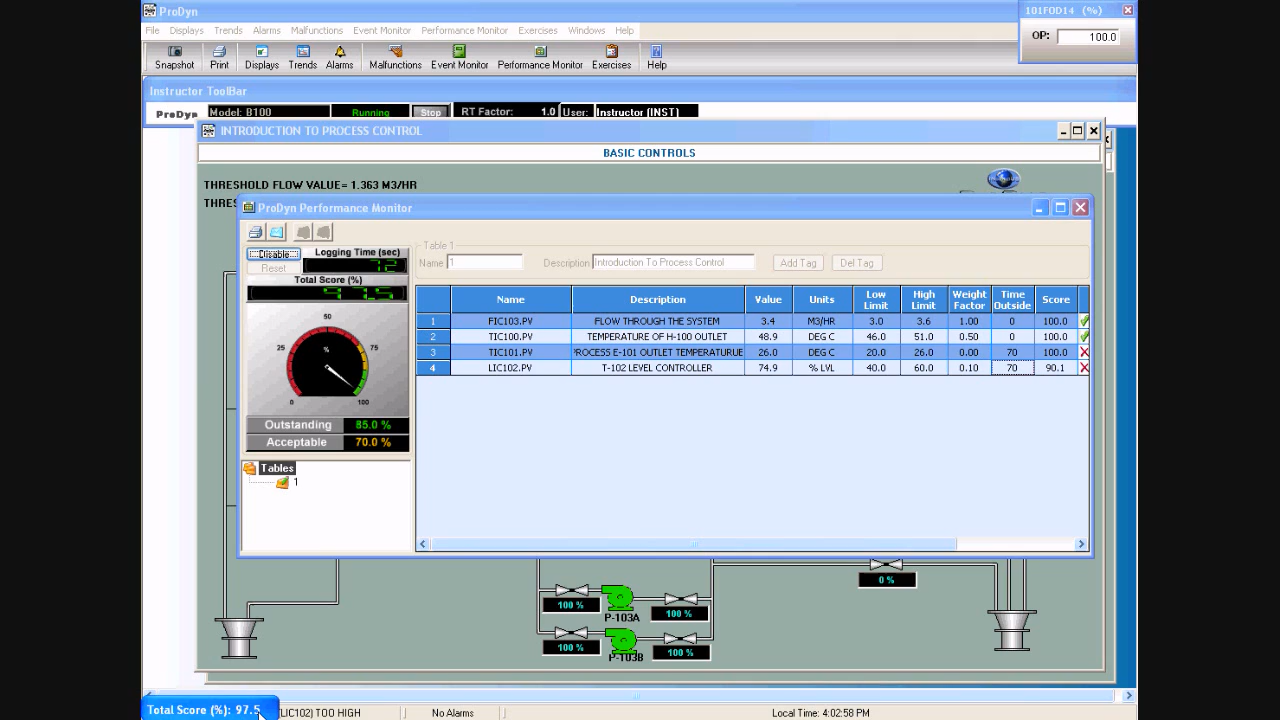 ProDyn
101FOD14 (%)
File Displays Trends Alarms Malfunctions Event Monitor Performance Monitor Exercises Windows Help
OP: 100.0
Snapshot Print Displays Trends Alarms Malfunctions Event Monitor Performance Monitor Exercises Help
Instructor ToolBar
ProDyn Model: B100 Running Stop RT Factor: 1.0 User: Instructor (INST)
INTRODUCTION TO PROCESS CONTROL
BASIC CONTROLS
THRESHOLD FLOW VALUE= 1.363 M3/HR
THRES
ProDyn Performance Monitor
Disable Logging Time (sec)
Reset 72
Total Score (%)
97.5
Table 1
Name 1 Description Introduction To Process Control Add Tag Del Tag
Name Description Value Units Low Limit High Limit Weight Factor Time Outside Score
1 FIC103.PV FLOW THROUGH THE SYSTEM 3.4 M3/HR 3.0 3.6 1.00 0 100.0
2 TIC100.PV TEMPERATURE OF H-100 OUTLET 48.9 DEG C 46.0 51.0 0.50 0 100.0
3 TIC101.PV PROCESS E-101 OUTLET TEMPERATURUE 26.0 DEG C 20.0 26.0 0.00 70 100.0
4 LIC102.PV T-102 LEVEL CONTROLLER 74.9 % LVL 40.0 60.0 0.10 70 90.1
50
25 % 75
0 100
Outstanding 85.0 %
Acceptable 70.0 %
Tables
1
0 %
100 % P-103A 100 %
100 % P-103B 100 %
Total Score (%): 97.5 (LIC102) TOO HIGH No Alarms Local Time: 4:02:58 PM